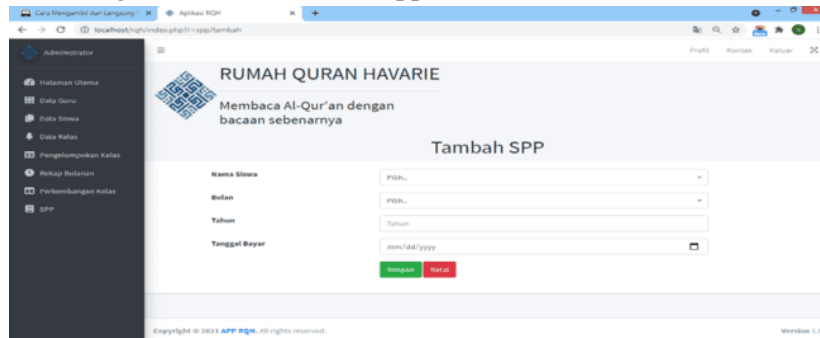 Cara Mengambil dan Langsung
Aplikasi RQH
localhost/rqh/index.php?r=spp/tambah
Administrator
Profil Kontak Keluar
Halaman Utama
Data Guru
Data Siswa
Data Kelas
Pengelompokan Kelas
Rekap Bulanan
Perkembangan Kelas
SPP
RUMAH QURAN HAVARIE
Membaca Al-Qur'an dengan
bacaan sebenarnya
Tambah SPP
Nama Siswa Pilih..
Bulan Pilih..
Tahun Tahun
Tanggal Bayar mm/dd/yyyy
Simpan Batal
Copyright © 2021 APP RQH. All rights reserved.
Version 1.